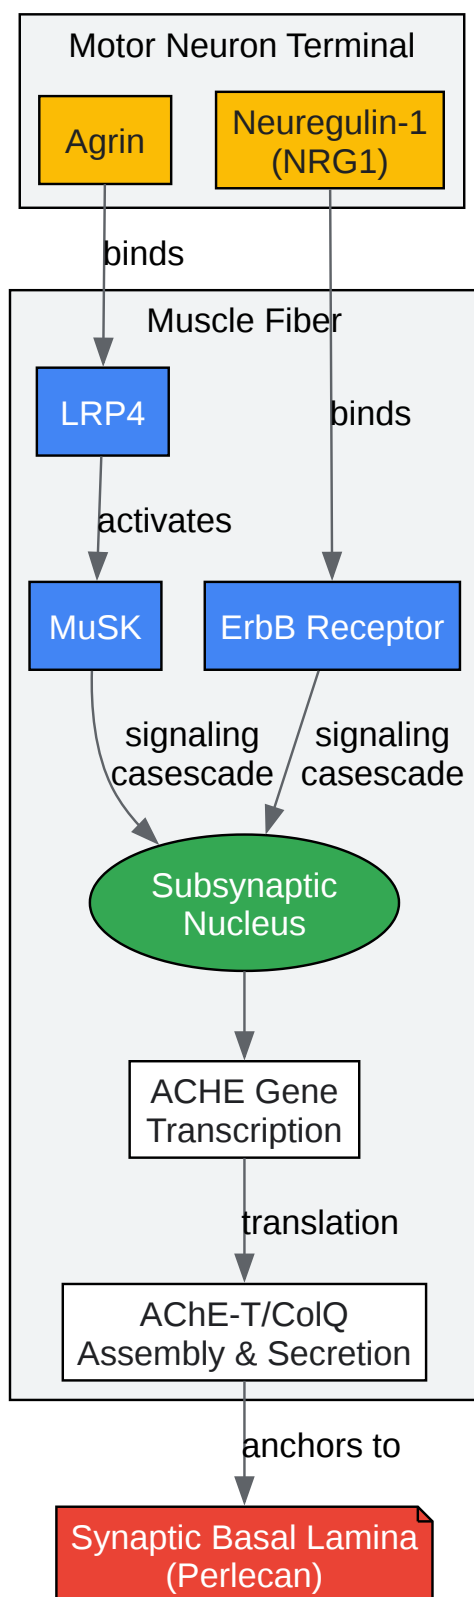 Motor Neuron Terminal
Agrin
Neuregulin-1
(NRG1)
binds
Muscle Fiber
LRP4
binds
activates
MuSK
ErbB Receptor
signaling
casescade
signaling
casescade
Subsynaptic
Nucleus
ACHE Gene
Transcription
translation
AChE-T/ColQ
Assembly & Secretion
anchors to
Synaptic Basal Lamina
(Perlecan)